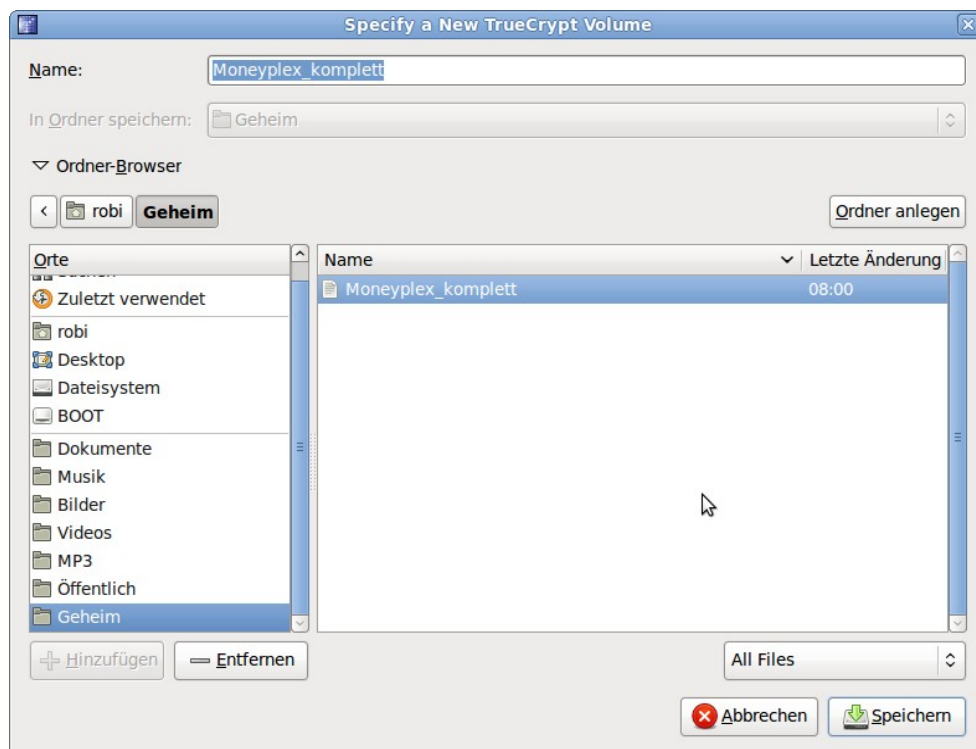 Specify a New TrueCrypt Volume
Name:
Moneyplex_komplett
In Ordner speichern:
Geheim
Ordner-Browser
robi
Geheim
Ordner anlegen
Orte
Zuletzt verwendet
robi
Desktop
Dateisystem
BOOT
Dokumente
Musik
Bilder
Videos
MP3
Öffentlich
Geheim
Name
Letzte Änderung
Moneyplex_komplett
08:00
Hinzufügen
Entfernen
All Files
Abbrechen
Speichern